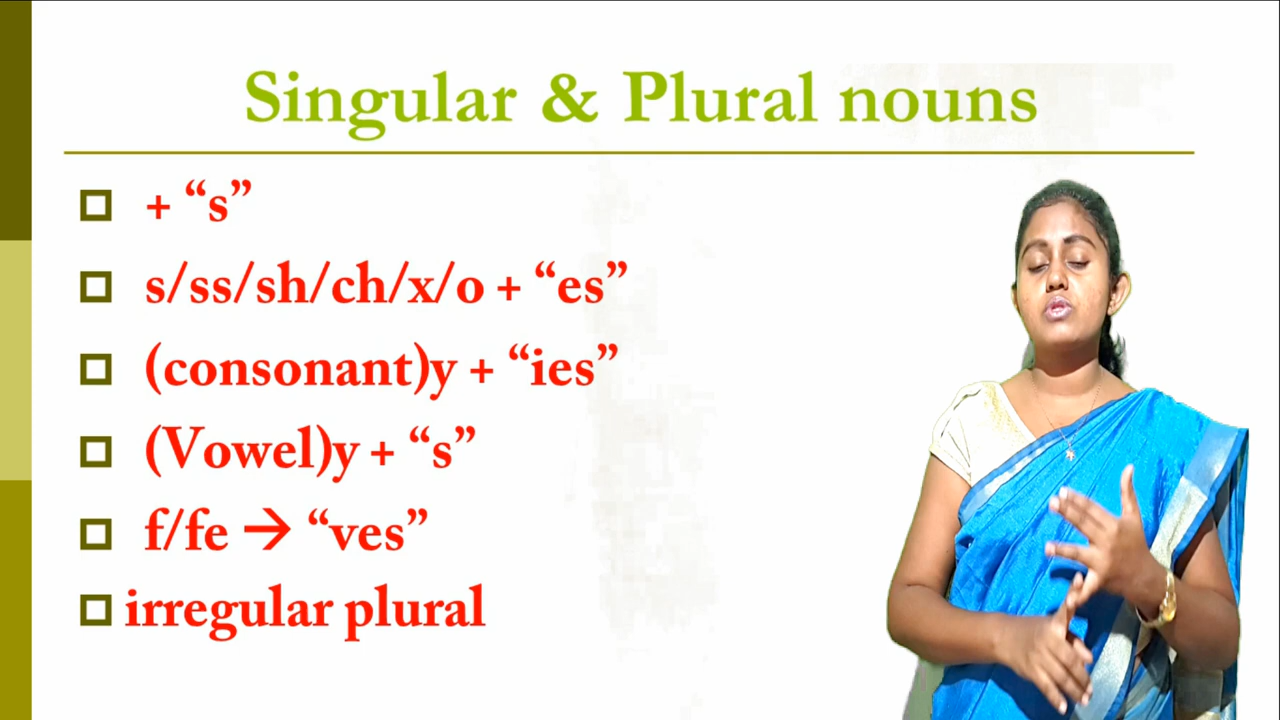 Singular & Plural nouns
+ “s”
s/ss/sh/ch/x/o + “es”
(consonant)y + “ies”
(Vowel)y + “s”
f/fe → “ves”
irregular plural